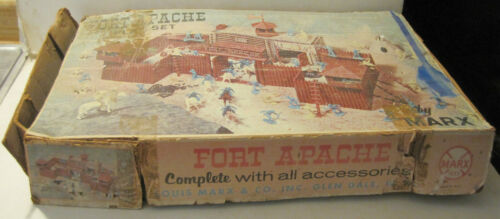 FORT APACHE
SET
by
MARX
FORT APACHE
Complete with all accessories
LOUIS MARX & CO. INC. GLEN DALE,
MARX